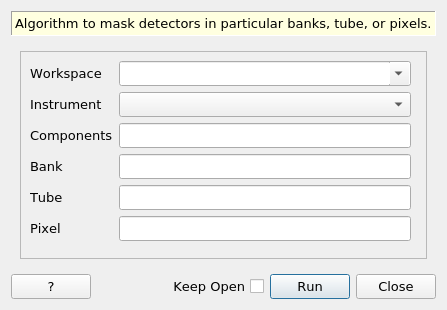 Algorithm to mask detectors in particular banks, tube, or pixels.
Workspace
Instrument
Components
Bank
Tube
Pixel
? Keep Open Run Close